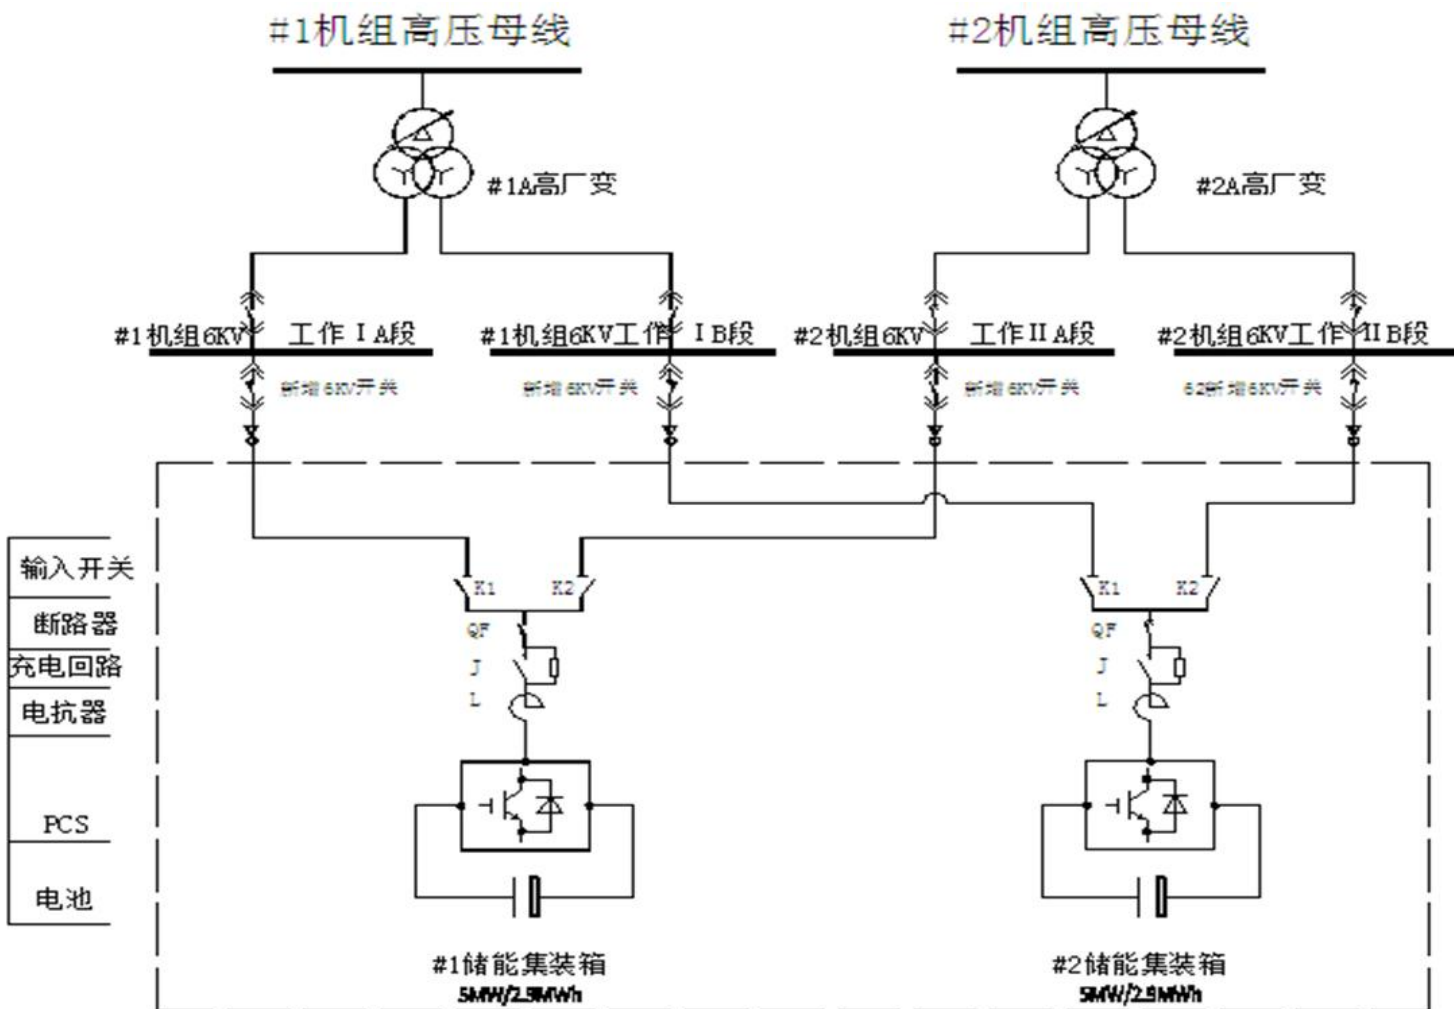 #1机组高压母线
#2机组高压母线
#1A高厂变
#2A高厂变
#1机组6KV 工作ⅠA段
#1机组6KV工作ⅠB段
#2机组6KV 工作ⅡA段
#2机组6KV工作ⅡB段
新增6KV开关
新增6KV开关
新增6KV开关
62新增6KV开关
输入开关
K1
K2
K1
K2
断路器
QF
QF
充电回路
J
J
电抗器
L
L
PCS
电池
#1储能集装箱
5MW/2.5MWh
#2储能集装箱
5MW/2.5MWh